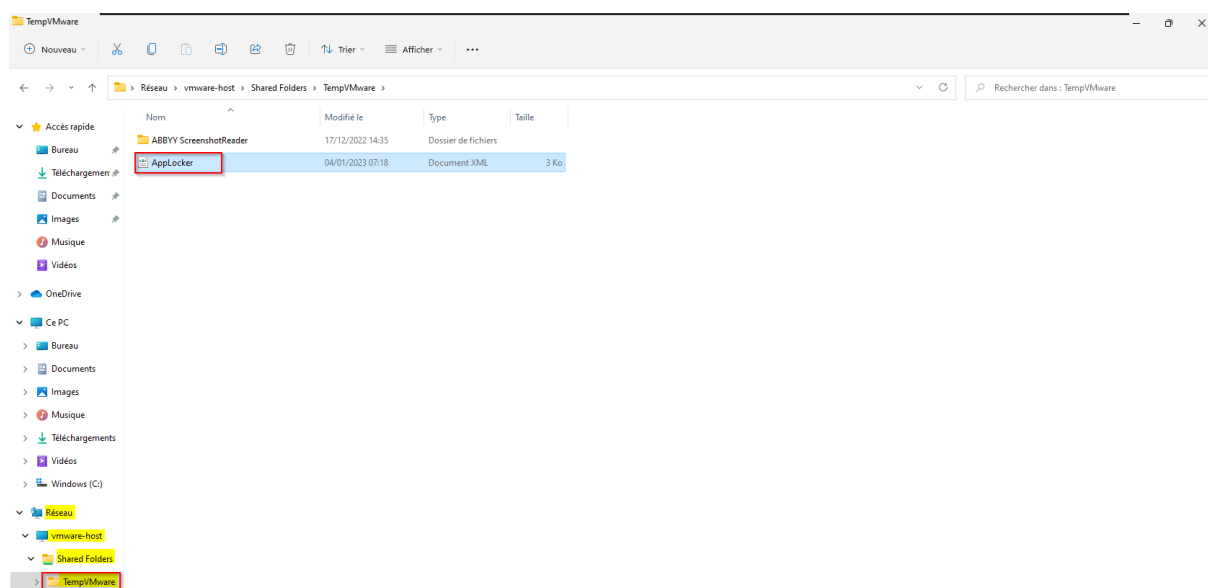 TempVMware
Nouveau
Trier
Afficher
Réseau > vmware-host > Shared Folders > TempVMware >
Rechercher dans : TempVMware
Nom Modifié le Type Taille
ABBYY ScreenshotReader 17/12/2022 14:35 Dossier de fichiers
AppLocker 04/01/2023 07:18 Document XML 3 Ko
Accès rapide
Bureau
Téléchargemen
Documents
Images
Musique
Vidéos
OneDrive
Ce PC
Bureau
Documents
Images
Musique
Téléchargements
Vidéos
Windows (C:)
Réseau
vmware-host
Shared Folders
TempVMware